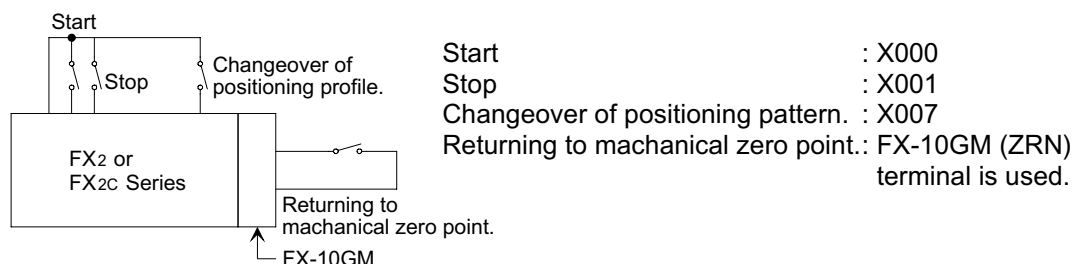 Start
Stop
Changeover of
positioning profile.
FX2 or
FX2C Series
Returning to
machanical zero point.
FX-10GM
Start : X000
Stop : X001
Changeover of positioning pattern. : X007
Returning to machanical zero point.: FX-10GM (ZRN)
terminal is used.